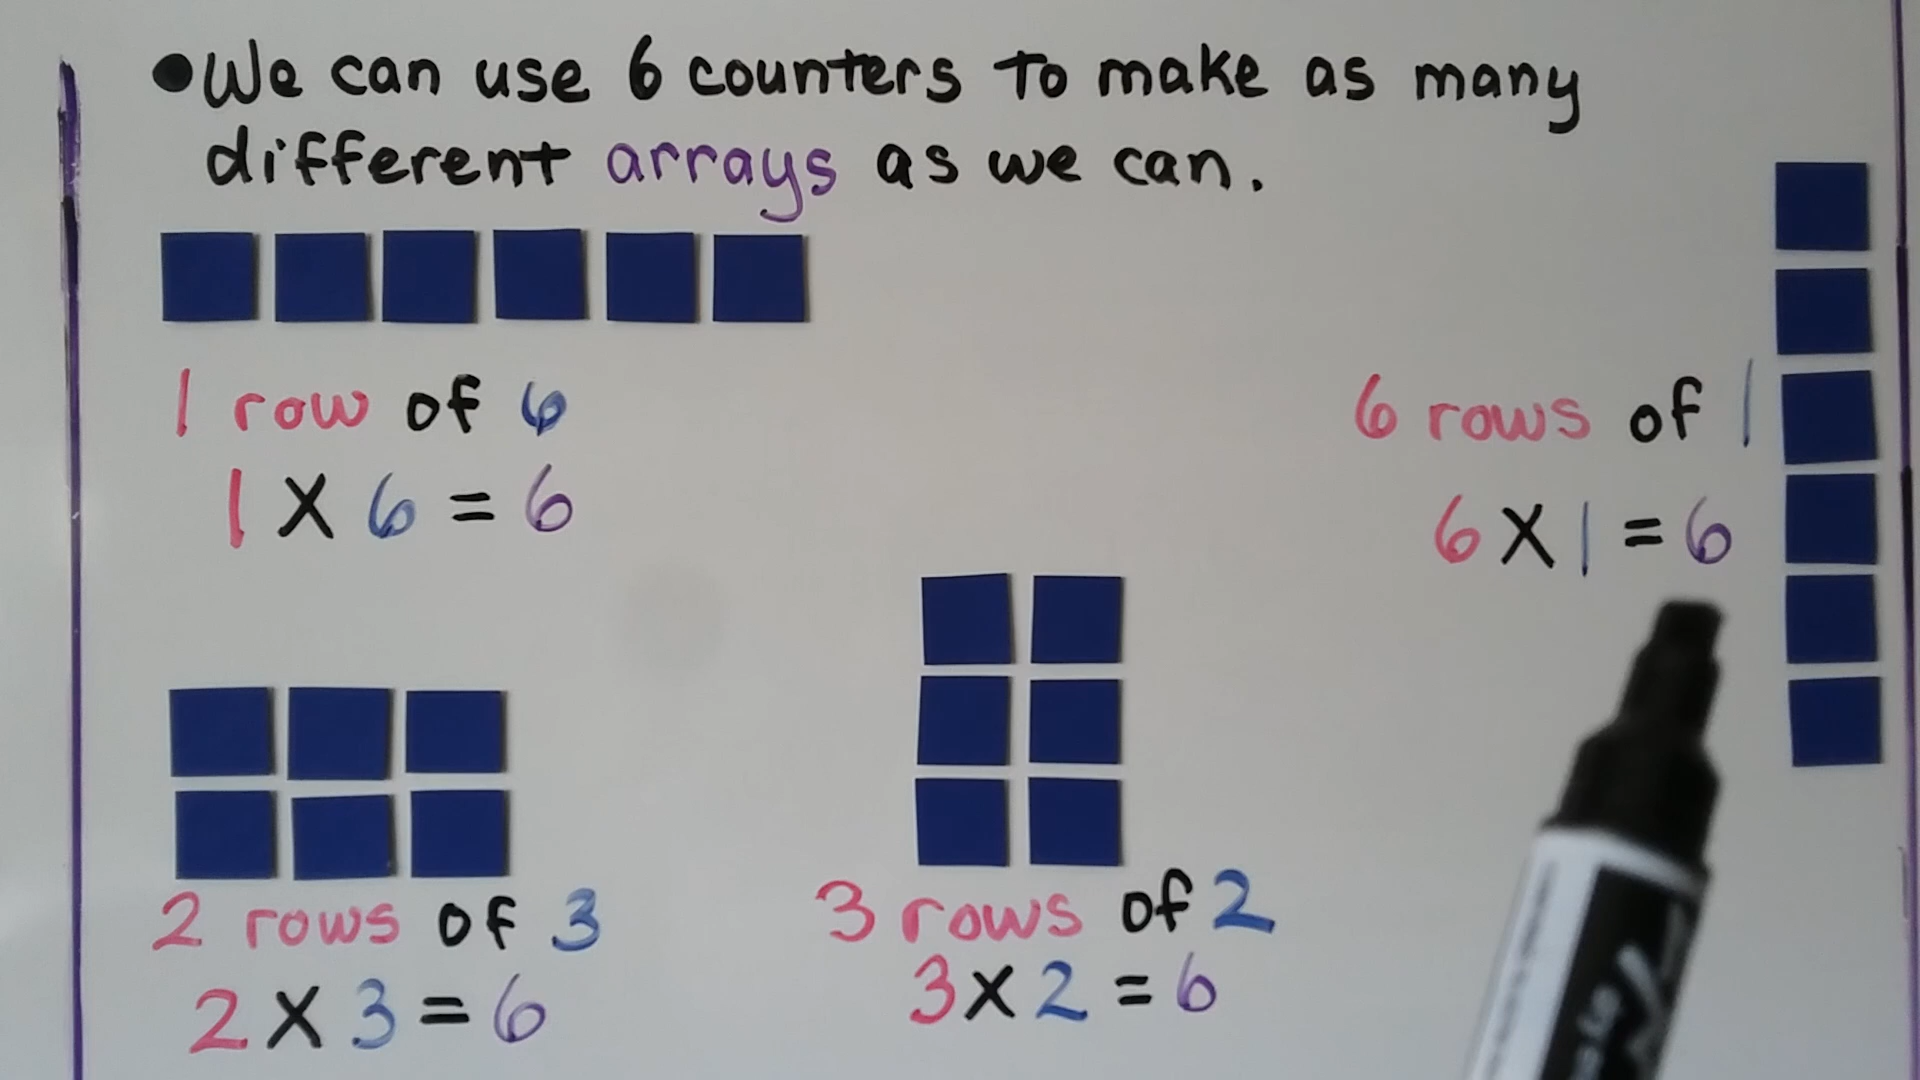 •We can use 6 counters to make as many
different arrays as we can.
1 row of 6
1 X 6 = 6
6 rows of 1
6 X 1 = 6
2 rows of 3
2 X 3 = 6
3 rows of 2
3 X 2 = 6